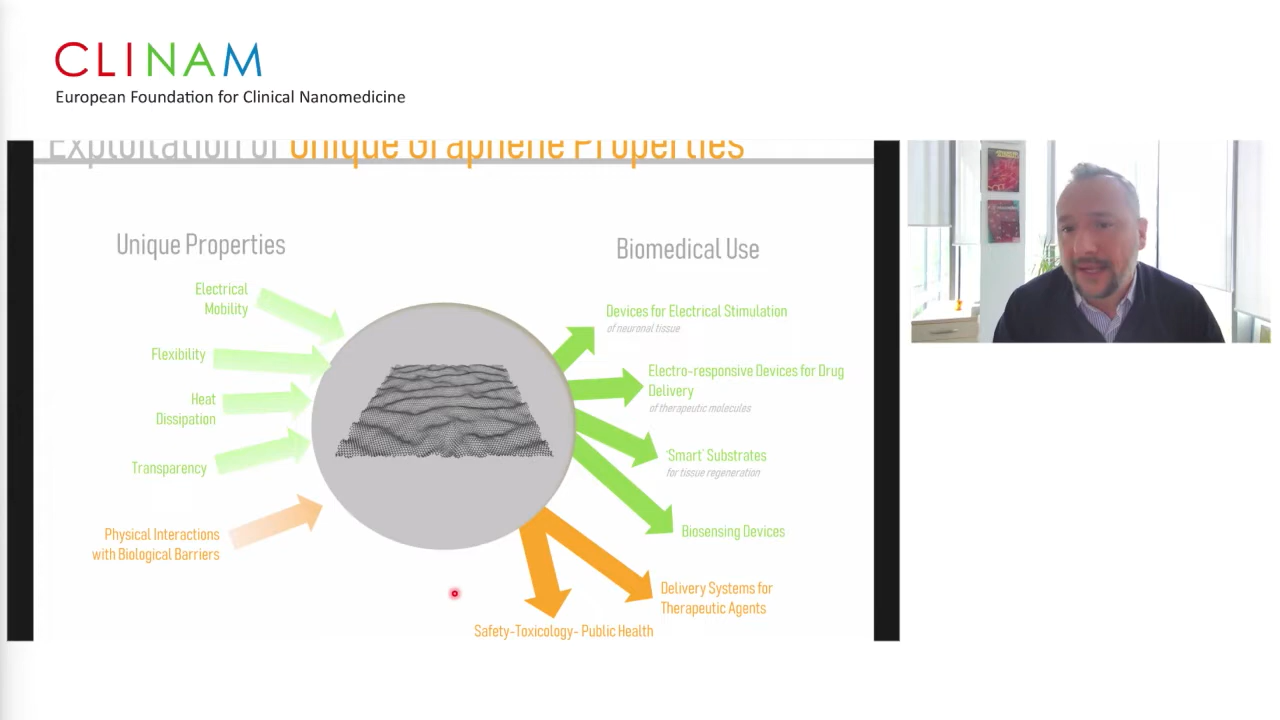 CLINAM
European Foundation for Clinical Nanomedicine
Exploitation of Unique Graphene Properties
Unique Properties
Biomedical Use
Electrical
Mobility
Flexibility
Heat
Dissipation
Transparency
Physical Interactions
with Biological Barriers
Devices for Electrical Stimulation
of neuronal tissue
Electro-responsive Devices for Drug
Delivery
of therapeutic molecules
'Smart' Substrates
for tissue regeneration
Biosensing Devices
Delivery Systems for
Therapeutic Agents
Safety-Toxicology- Public Health